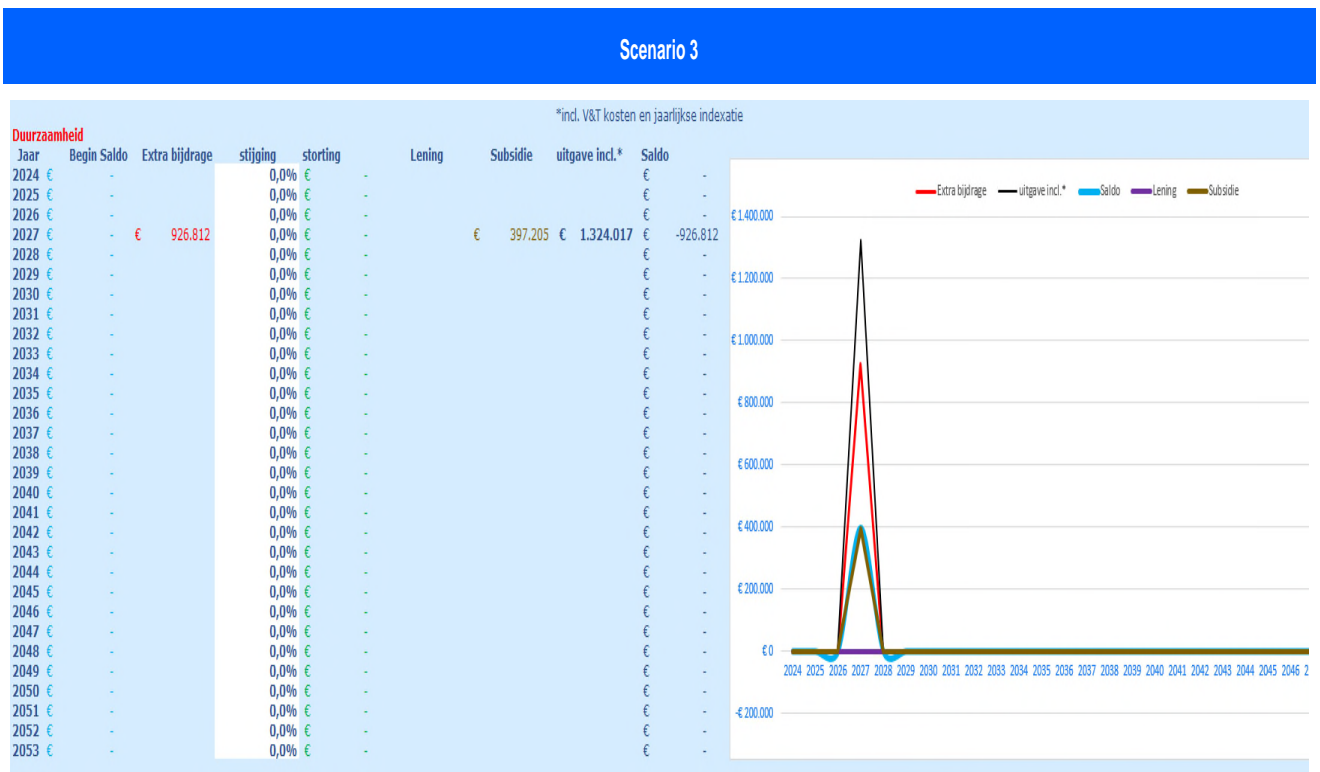 Scenario 3
*incl. V&T kosten en jaarlijkse indexatie
Duurzaamheid
Jaar Begin Saldo Extra bijdrage stijging storting Lening Subsidie uitgave incl.* Saldo
2024 € - 0,0% € - € -
2025 € - 0,0% € - € -
2026 € - 0,0% € - € -
2027 € - € 926.812 0,0% € - € 397.205 € 1.324.017 € -926.812
2028 € - 0,0% € - € -
2029 € - 0,0% € - € -
2030 € - 0,0% € - € -
2031 € - 0,0% € - € -
2032 € - 0,0% € - € -
2033 € - 0,0% € - € -
2034 € - 0,0% € - € -
2035 € - 0,0% € - € -
2036 € - 0,0% € - € -
2037 € - 0,0% € - € -
2038 € - 0,0% € - € -
2039 € - 0,0% € - € -
2040 € - 0,0% € - € -
2041 € - 0,0% € - € -
2042 € - 0,0% € - € -
2043 € - 0,0% € - € -
2044 € - 0,0% € - € -
2045 € - 0,0% € - € -
2046 € - 0,0% € - € -
2047 € - 0,0% € - € -
2048 € - 0,0% € - € -
2049 € - 0,0% € - € -
2050 € - 0,0% € - € -
2051 € - 0,0% € - € -
2052 € - 0,0% € - € -
2053 € - 0,0% € - € -
Extra bijdrage uitgave incl.* Saldo Lening Subsidie
€ 1.400.000
€ 1.200.000
€ 1.000.000
€ 800.000
€ 600.000
€ 400.000
€ 200.000
€ 0
2024 2025 2026 2027 2028 2029 2030 2031 2032 2033 2034 2035 2036 2037 2038 2039 2040 2041 2042 2043 2044 2045 2046 2
-€ 200.000